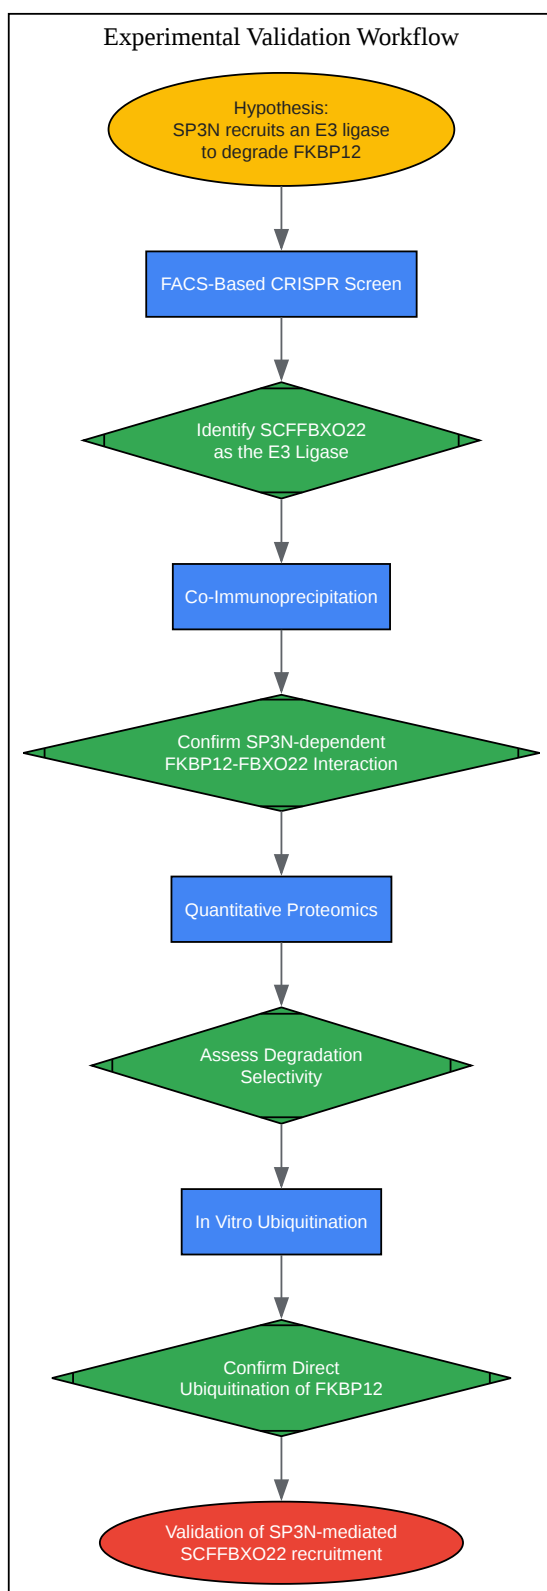 Experimental Validation Workflow
Hypothesis:
SP3N recruits an E3 ligase
to degrade FKBP12
FACS-Based CRISPR Screen
Identify SCFFBXO22
as the E3 Ligase
Co-Immunoprecipitation
Confirm SP3N-dependent
FKBP12-FBXO22 Interaction
Quantitative Proteomics
Assess Degradation
Selectivity
In Vitro Ubiquitination
Confirm Direct
Ubiquitination of FKBP12
Validation of SP3N-mediated
SCFFBXO22 recruitment